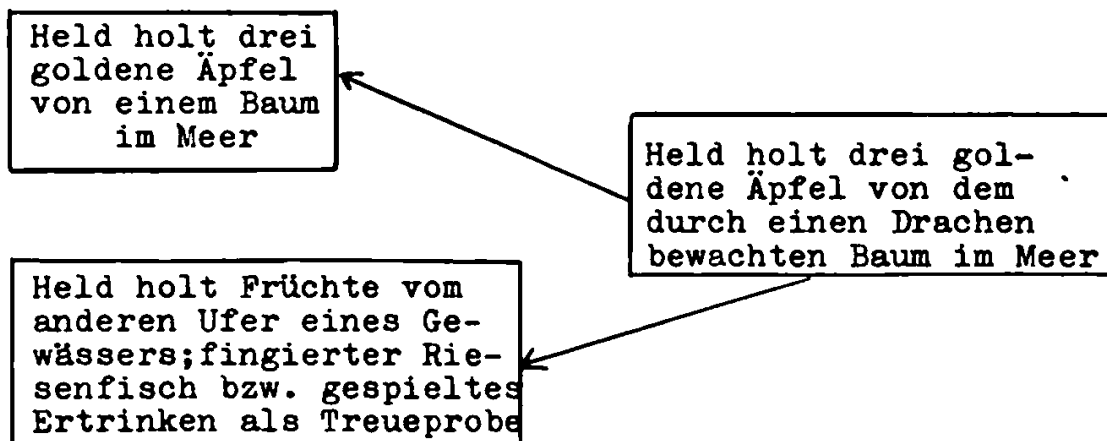 Held holt drei
goldene Äpfel
von einem Baum
im Meer
Held holt drei gol-
dene Äpfel von dem
durch einen Drachen
bewachten Baum im Meer
Held holt Früchte vom
anderen Ufer eines Ge-
wässers;fingierter Rie-
senfisch bzw. gespieltes
Ertrinken als Treueprobe